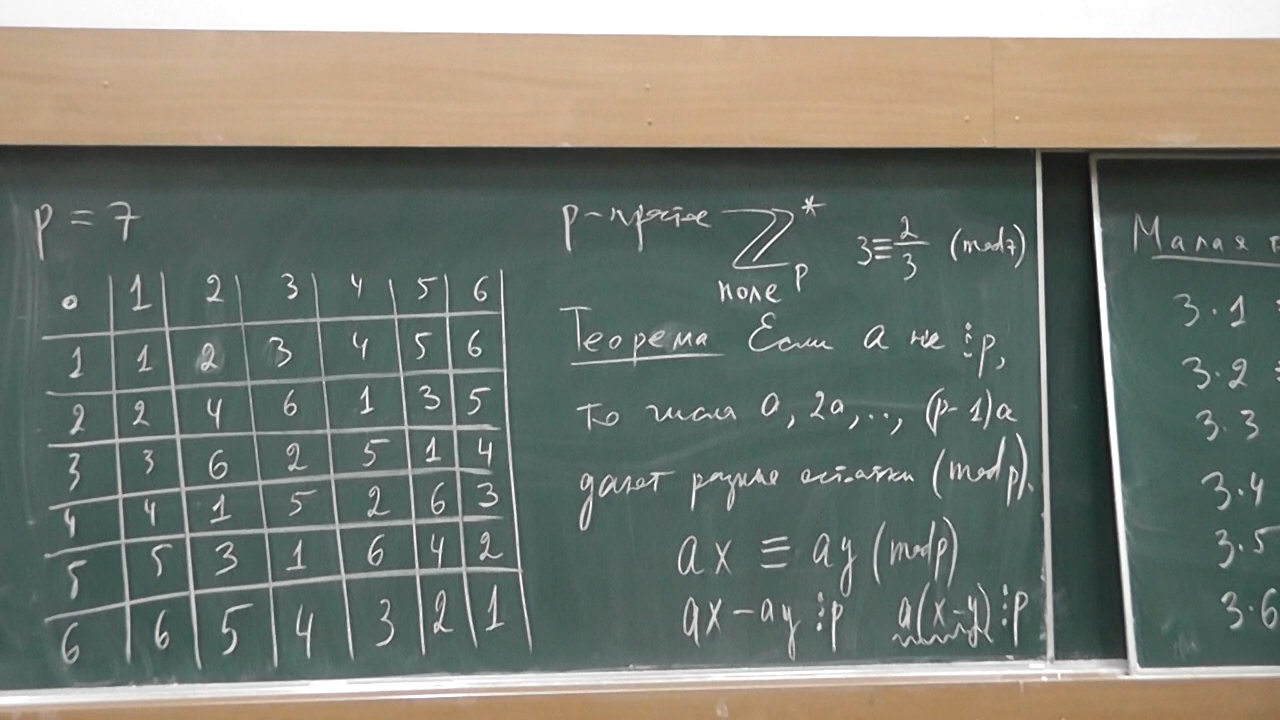 p = 7
∘ 1 2 3 4 5 6
1 1 2 3 4 5 6
2 2 4 6 1 3 5
3 3 6 2 5 1 4
4 4 1 5 2 6 3
5 5 3 1 6 4 2
6 6 5 4 3 2 1
p - простое ℤ*ₚ 3 ≡ 2/3 (mod 7)
поле
Теорема Если a не ⋮ p,
то числа a, 2a, .., (p-1)a
дают разные остатки (mod p).
ax ≡ ay (mod p)
ax - ay ⋮ p a(x-y) ⋮ p
Малая
3·1
3·2
3·3
3·4
3·5
3·6